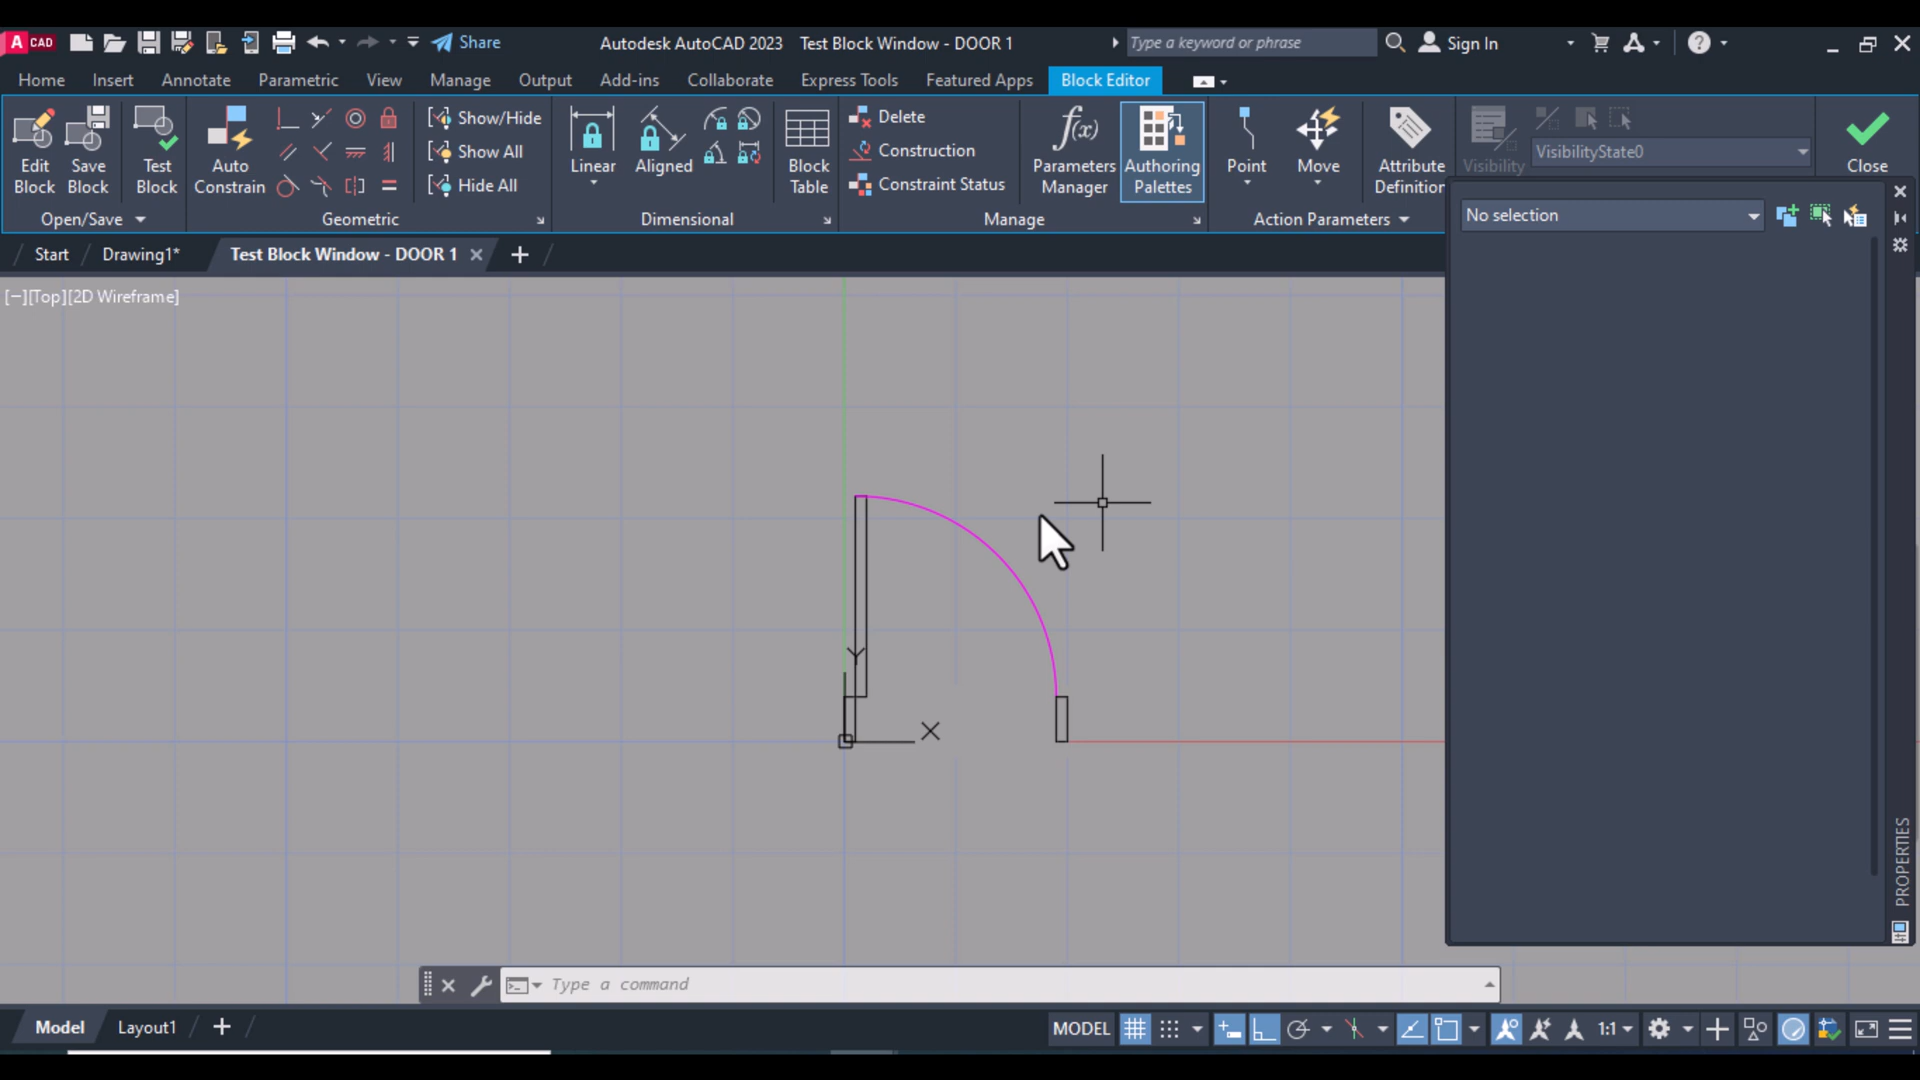 A CAD Share Autodesk AutoCAD 2023 Test Block Window - DOOR 1 Type a keyword or phrase Sign In ?
Home Insert Annotate Parametric View Manage Output Add-ins Collaborate Express Tools Featured Apps Block Editor
Edit Block
Save Block
Test Block
Auto Constrain
Show/Hide
Show All
Hide All
Linear
Aligned
Block Table
Delete
Construction
Constraint Status
f(x)
Parameters Manager
Authoring Palettes
Point
Move
Attribute Definition
Visibility
VisibilityState0
Close
Open/Save Geometric Dimensional Manage Action Parameters
No selection
Start Drawing1* Test Block Window - DOOR 1
[−][Top][2D Wireframe]
Y
X
PROPERTIES
Type a command
Model Layout1 MODEL 1:1